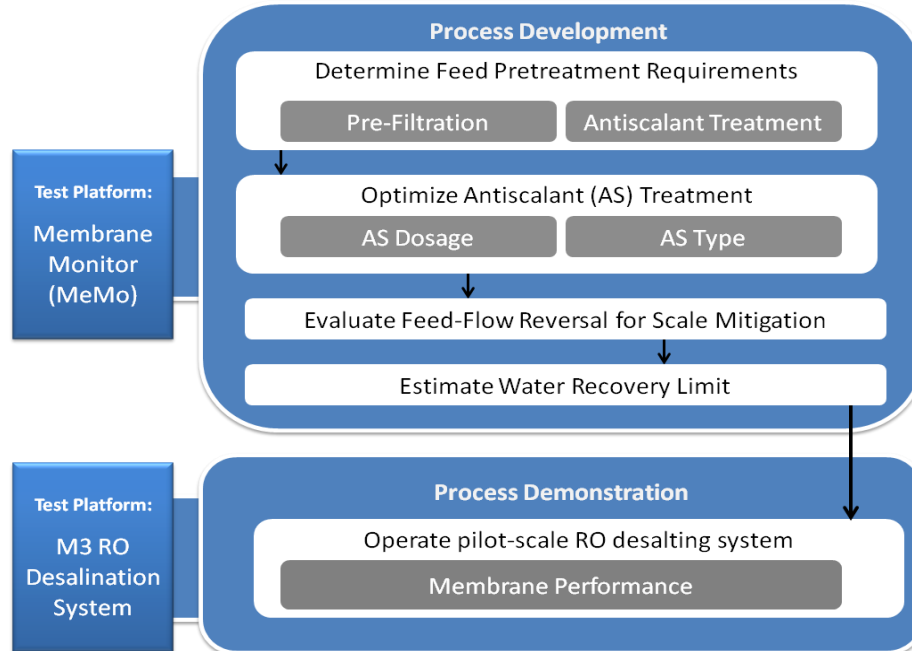 Process Development
Determine Feed Pretreatment Requirements
Pre-Filtration
Antiscalant Treatment
Test Platform:
Membrane
Monitor
(MeMo)
Optimize Antiscalant (AS) Treatment
AS Dosage
AS Type
Evaluate Feed-Flow Reversal for Scale Mitigation
Estimate Water Recovery Limit
Process Demonstration
Test Platform:
M3 RO
Desalination
System
Operate pilot-scale RO desalting system
Membrane Performance